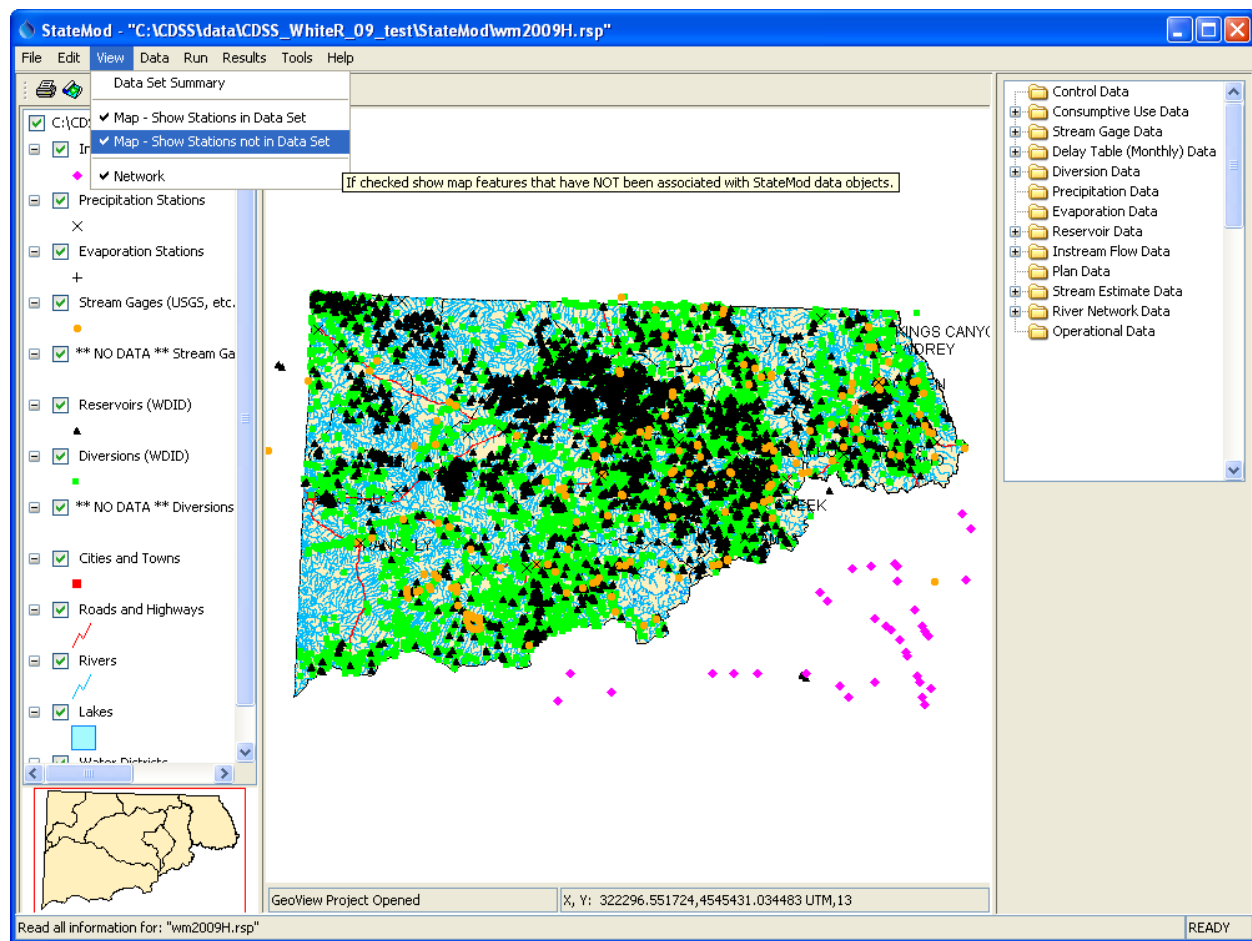 StateMod - "C:\CDSS\data\CDSS_WhiteR_09_test\StateMod\wm2009H.rsp"
File Edit View Data Run Results Tools Help
Data Set Summary
Map - Show Stations in Data Set
Map - Show Stations not in Data Set
Network
If checked show map features that have NOT been associated with StateMod data objects.
C:\CD
In
Precipitation Stations
Evaporation Stations
Stream Gages (USGS, etc.
** NO DATA ** Stream Ga
Reservoirs (WDID)
Diversions (WDID)
** NO DATA ** Diversions
Cities and Towns
Roads and Highways
Rivers
Lakes
Water Districts
KINGS CANYO
Control Data
Consumptive Use Data
Stream Gage Data
Delay Table (Monthly) Data
Diversion Data
Precipitation Data
Evaporation Data
Reservoir Data
Instream Flow Data
Plan Data
Stream Estimate Data
River Network Data
Operational Data
GeoView Project Opened
X, Y: 322296.551724,4545431.034483 UTM,13
Read all information for: "wm2009H.rsp"
READY